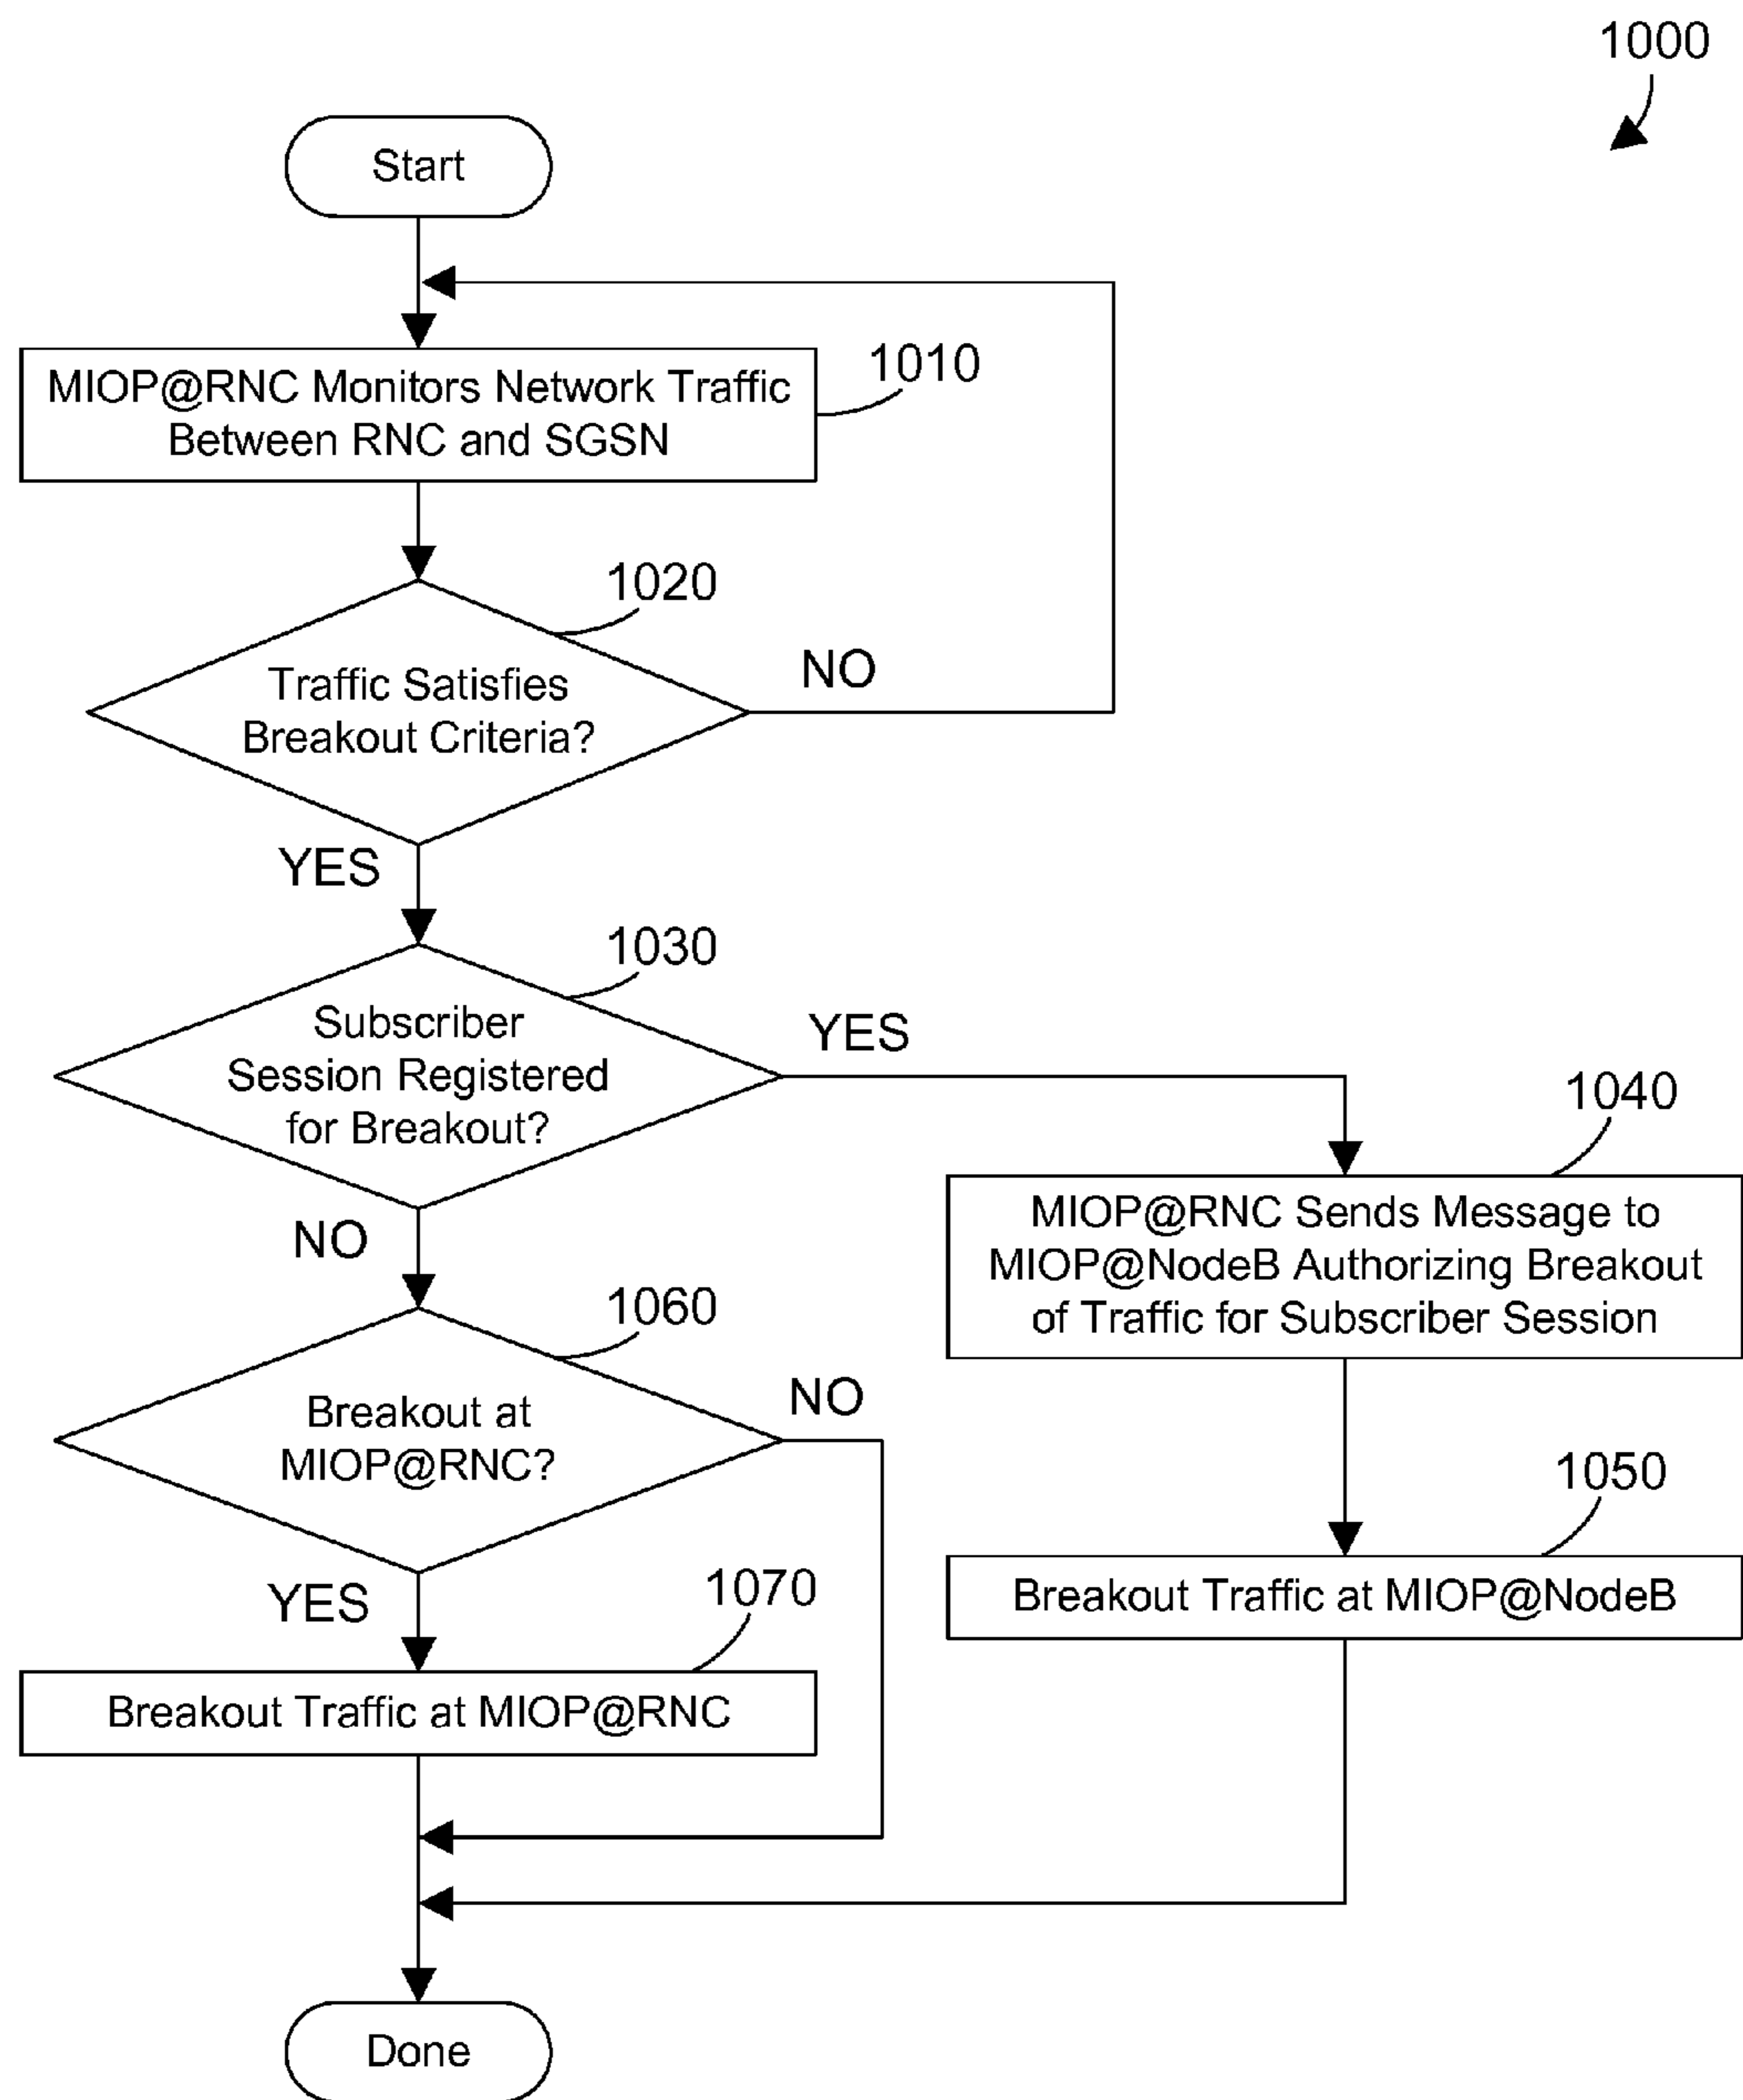 1000
Start
MIOP@RNC Monitors Network Traffic
Between RNC and SGSN
1010
1020
Traffic Satisfies
Breakout Criteria?
NO
YES
1030
Subscriber
Session Registered
for Breakout?
YES
NO
1040
MIOP@RNC Sends Message to
MIOP@NodeB Authorizing Breakout
of Traffic for Subscriber Session
1060
Breakout at
MIOP@RNC?
NO
YES
1050
Breakout Traffic at MIOP@NodeB
1070
Breakout Traffic at MIOP@RNC
Done